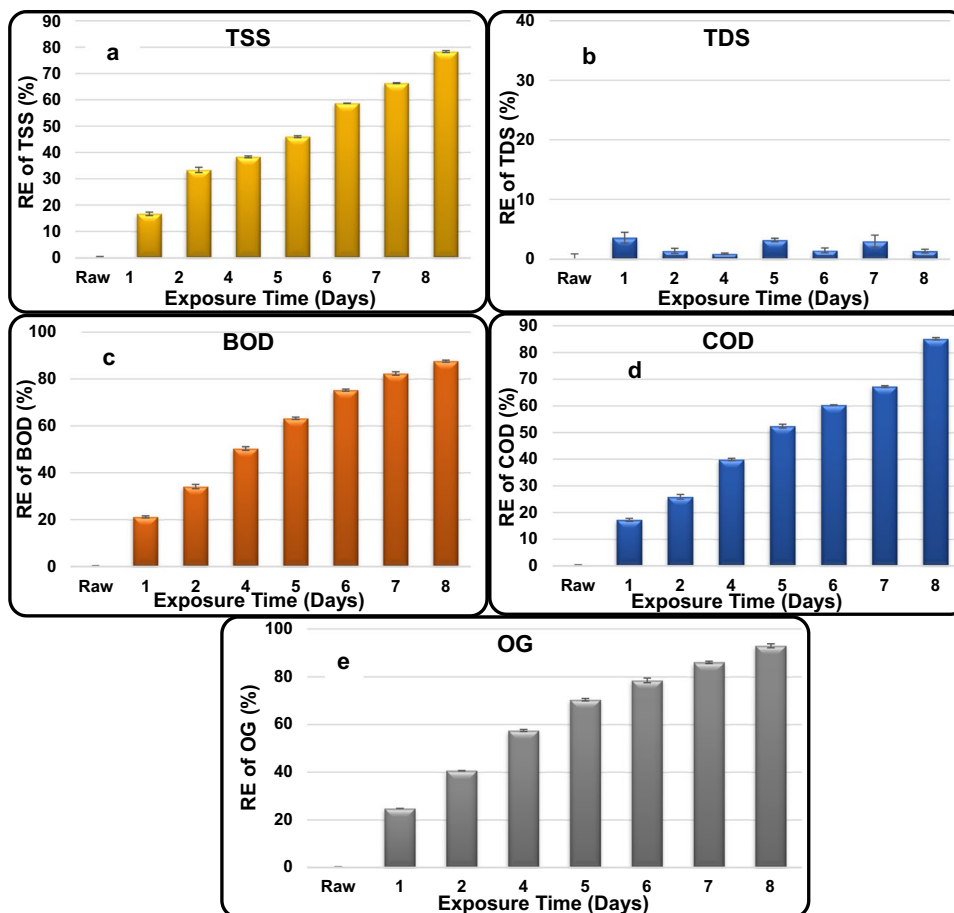 a
TSS
RE of TSS (%)
90
80
70
60
50
40
30
20
10
0
Raw 1 2 4 5 6 7 8
Exposure Time (Days)
b
TDS
RE of TDS (%)
40
30
20
10
0
Raw 1 2 4 5 6 7 8
Exposure Time (Days)
c
BOD
RE of BOD (%)
100
80
60
40
20
0
Raw 1 2 4 5 6 7 8
Exposure Time (Days)
d
COD
RE of COD (%)
90
80
70
60
50
40
30
20
10
0
Raw 1 2 4 5 6 7 8
Exposure Time (Days)
e
OG
RE of OG (%)
100
80
60
40
20
0
Raw 1 2 4 5 6 7 8
Exposure Time (Days)